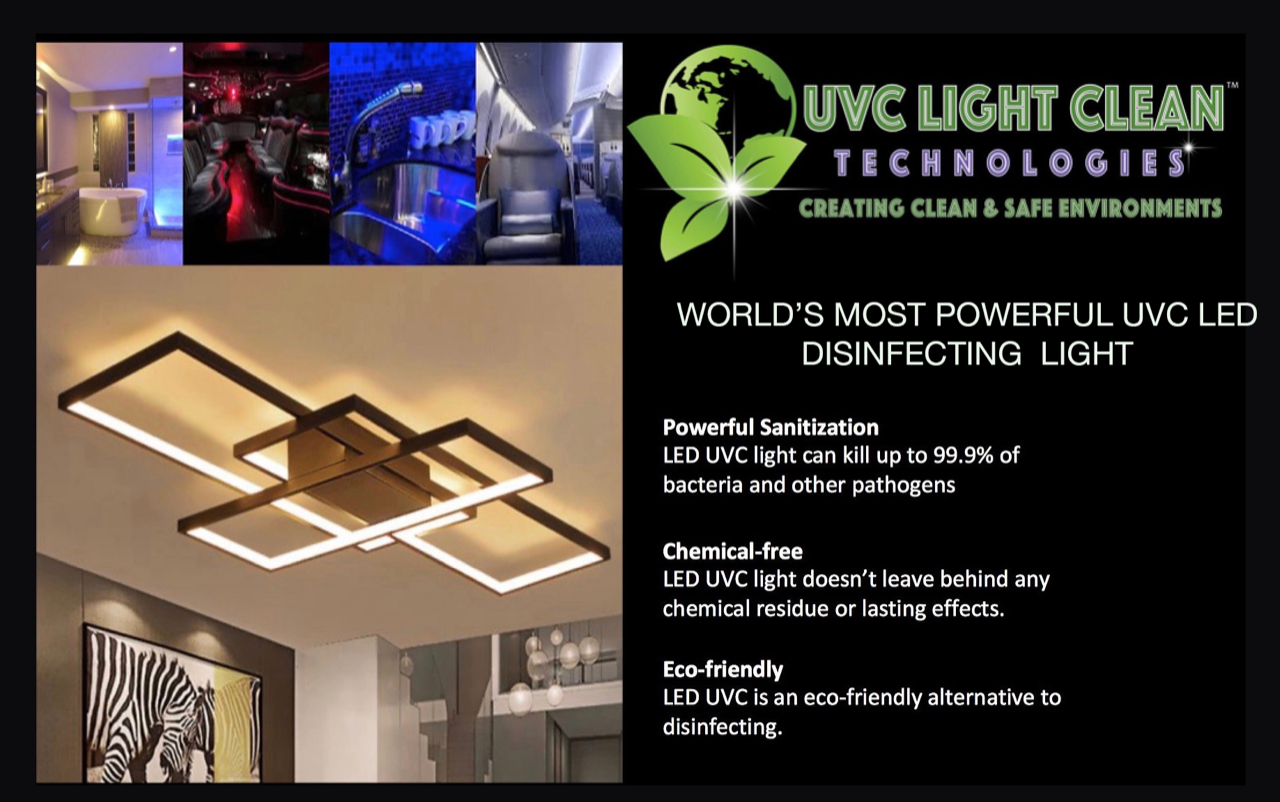 UVC LIGHT CLEAN™
TECHNOLOGIES
CREATING CLEAN & SAFE ENVIRONMENTS
WORLD'S MOST POWERFUL UVC LED
DISINFECTING LIGHT
Powerful Sanitization
LED UVC light can kill up to 99.9% of
bacteria and other pathogens
Chemical-free
LED UVC light doesn't leave behind any
chemical residue or lasting effects.
Eco-friendly
LED UVC is an eco-friendly alternative to
disinfecting.